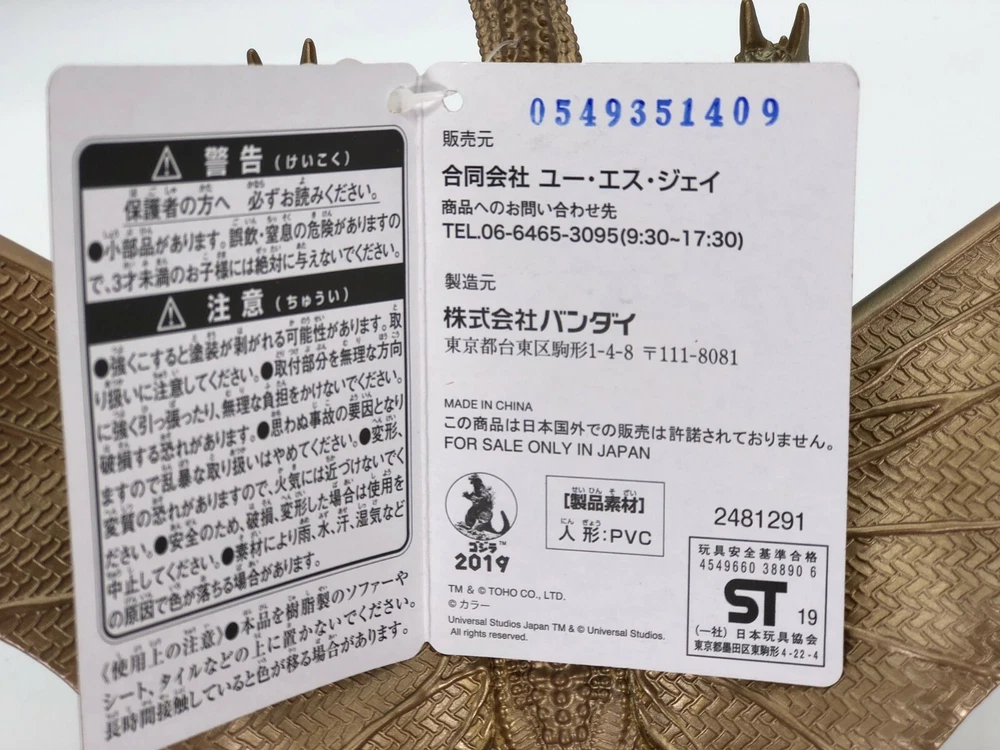 警告（けいこく）
保護者の方へ 必ずお読みください。
●小部品があります。誤飲・窒息の危険がありますの
で、3才未満のお子様には絶対に与えないでください。
注意（ちゅうい）
●強くこすると塗装が剥がれる可能性があります。取
り扱いに注意してください。●取付部分を無理な方向
に強く引っ張ったり、無理な負担をかけないでください。
破損する恐れがあります。●思わぬ事故の要因となり
ますので乱暴な取り扱いはやめてください。●変形、
変質の恐れがありますので、火気には近づけないでく
ださい。●安全のため、破損、変形した場合は使用を
中止してください。●素材により雨、水、汗、湿気など
の原因で色が落ちる場合があります。
《使用上の注意》●本品を樹脂製のソファーや
シート、タイルなどの上に置かないでください。
長時間接触していると色が移る場合があります。
0549351409
販売元
合同会社 ユー・エス・ジェイ
商品へのお問い合わせ先
TEL.06-6465-3095(9:30~17:30)
製造元
株式会社バンダイ
東京都台東区駒形1-4-8 〒111-8081
MADE IN CHINA
この商品は日本国外での販売は許諾されておりません。
FOR SALE ONLY IN JAPAN
ゴジラ™
2019
［製品素材］
人形：PVC
2481291
玩具安全基準合格
4549660 38890 6
ST 19
(一社) 日本玩具協会
東京都墨田区東駒形4-22-4
TM & © TOHO CO., LTD.
© カラー
Universal Studios Japan TM & © Universal Studios.
All rights reserved.